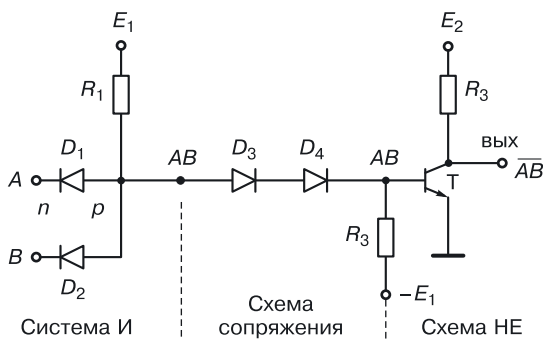 E1 E2
R1 R3
D1 AB D3 D4 AB вых
A n p T AB
B D2 R3
–E1
Система И Схема сопряжения Схема НЕ